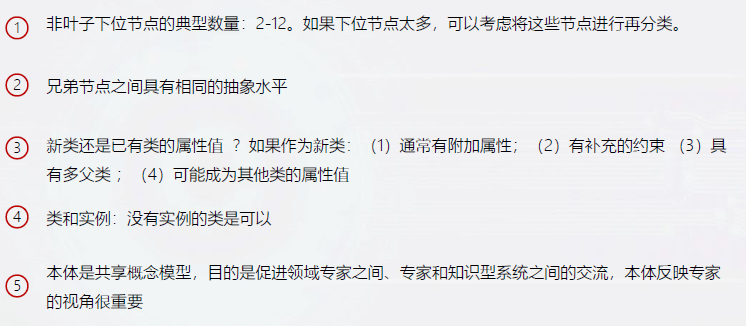 ① 非叶子下位节点的典型数量：2-12。如果下位节点太多，可以考虑将这些节点进行再分类。
② 兄弟节点之间具有相同的抽象水平
③ 新类还是已有类的属性值 ？如果作为新类：（1）通常有附加属性；（2）有补充的约束 （3）具
有多父类 ；（4）可能成为其他类的属性值
④ 类和实例：没有实例的类是可以
⑤ 本体是共享概念模型，目的是促进领域专家之间、专家和知识型系统之间的交流，本体反映专家
的视角很重要